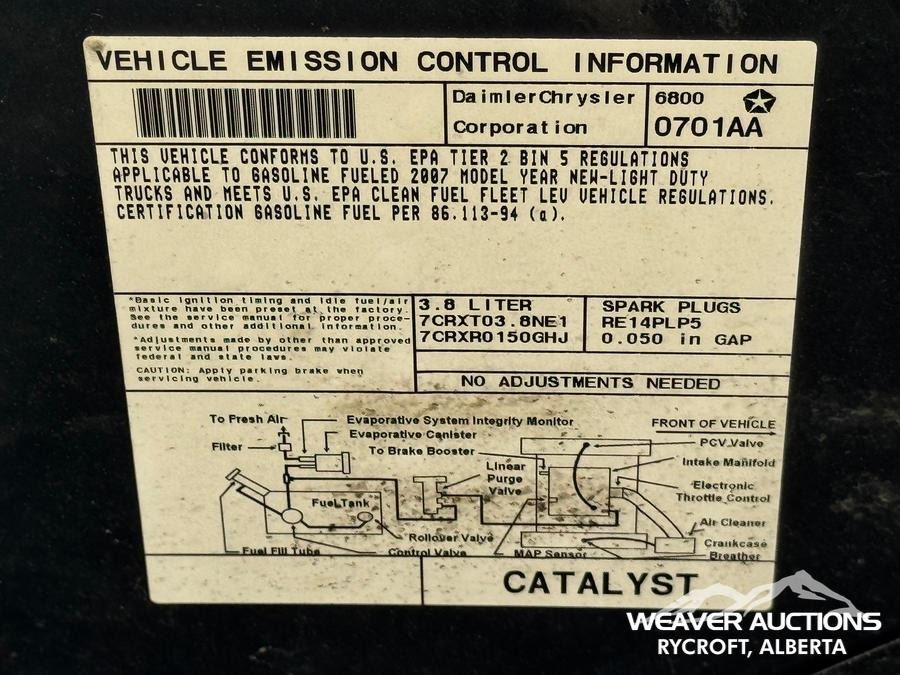 VEHICLE EMISSION CONTROL INFORMATION
DaimlerChrysler
Corporation
6800
0701AA
THIS VEHICLE CONFORMS TO U.S. EPA TIER 2 BIN 5 REGULATIONS
APPLICABLE TO GASOLINE FUELED 2007 MODEL YEAR NEW-LIGHT DUTY
TRUCKS AND MEETS U.S. EPA CLEAN FUEL FLEET LEV VEHICLE REGULATIONS.
CERTIFICATION GASOLINE FUEL PER 86.113-94 (a).
*Basic ignition timing and idle fuel/air
mixture have been preset at the factory.
See the service manual for proper proce-
dures and other additional information.
*Adjustments made by other than approved
service manual procedures may violate
federal and state laws.
CAUTION: Apply parking brake when
servicing vehicle.
3.8 LITER
7CRXT03.8NE1
7CRXR0150GHJ
SPARK PLUGS
RE14PLP5
0.050 in GAP
NO ADJUSTMENTS NEEDED
To Fresh Air
Filter
Evaporative System Integrity Monitor
Evaporative Canister
To Brake Booster
Linear
Purge
Valve
Fuel Tank
Rollover Valve
Fuel Fill Tube
Control Valve
MAP Sensor
FRONT OF VEHICLE
PCV Valve
Intake Manifold
Electronic
Throttle Control
Air Cleaner
Crankcase
Breather
CATALYST
WEAVER AUCTIONS
RYCROFT, ALBERTA